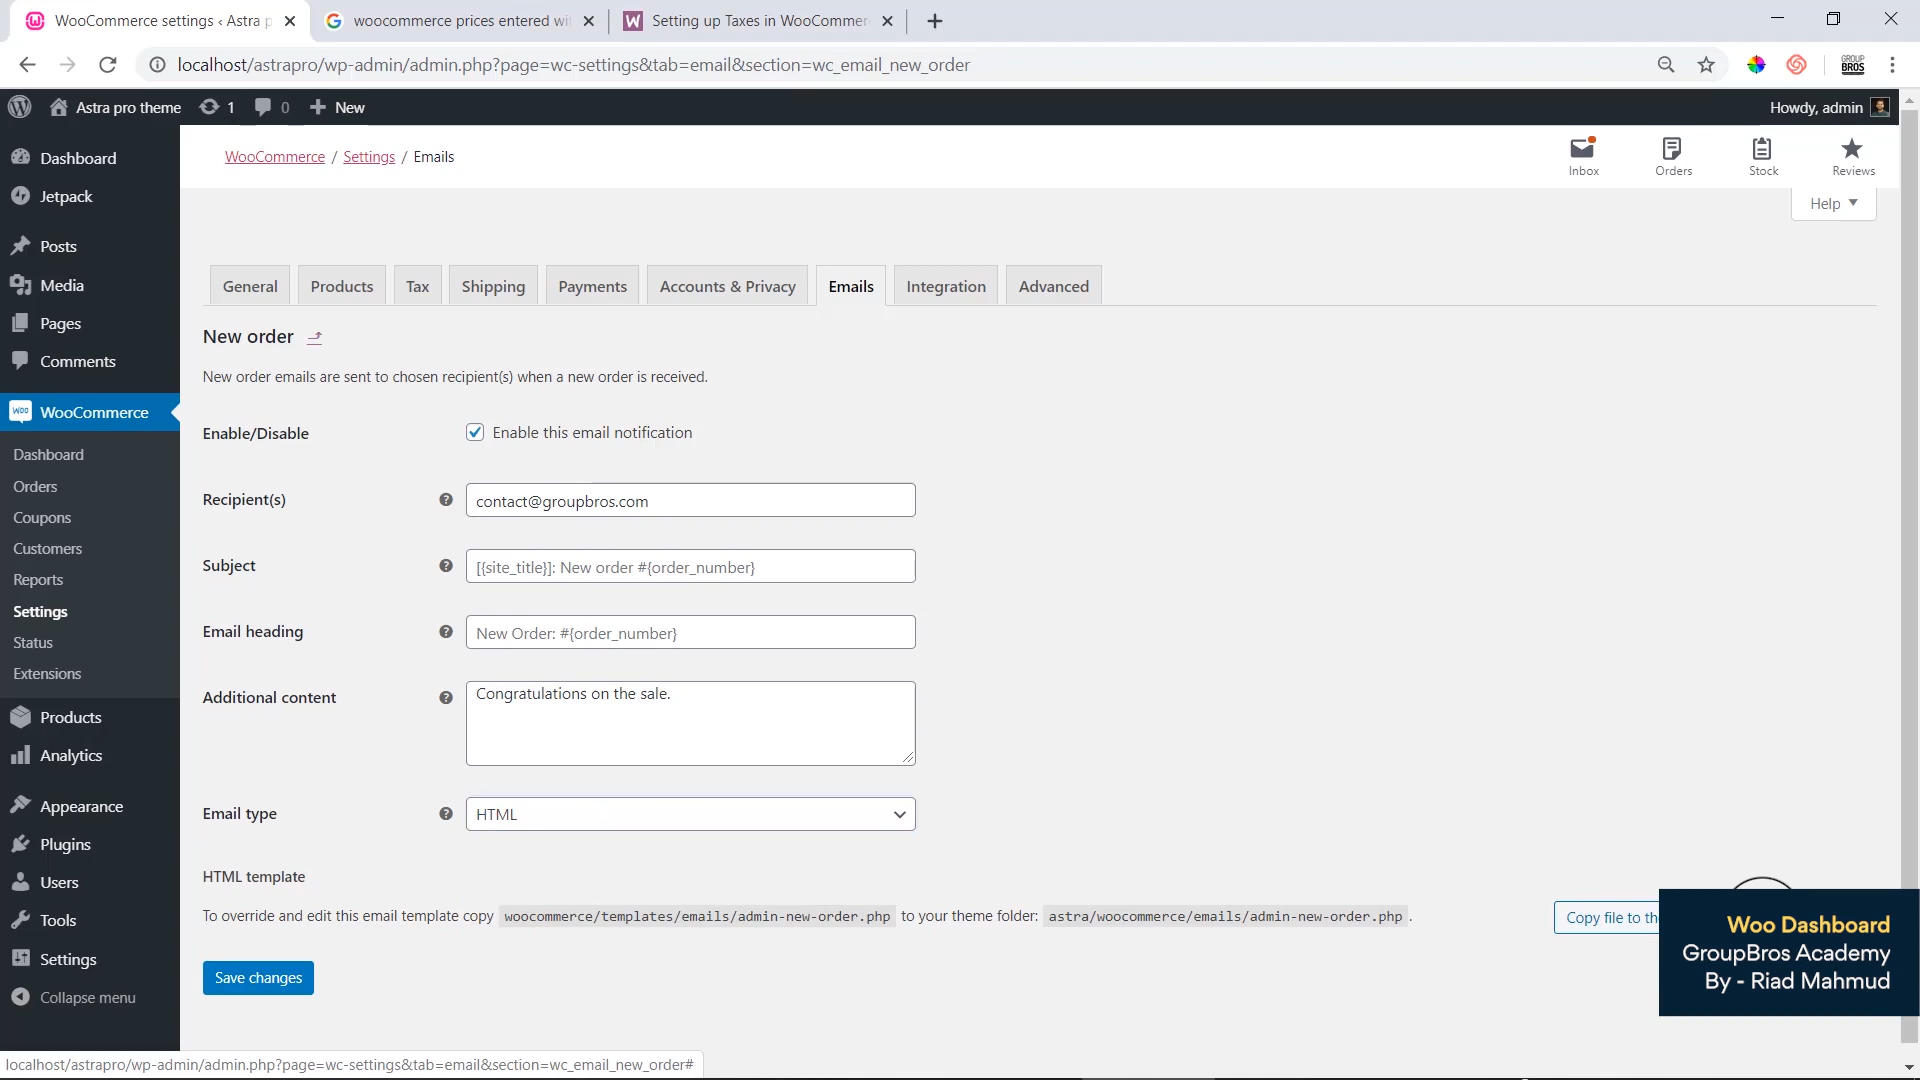 WooCommerce settings ‹ Astra p
woocommerce prices entered wi
Setting up Taxes in WooCommer
localhost/astrapro/wp-admin/admin.php?page=wc-settings&tab=email&section=wc_email_new_order
GROUP BROS
Astra pro theme 1 0 New
Howdy, admin
WooCommerce / Settings / Emails
Inbox
Orders
Stock
Reviews
Help
Dashboard
Jetpack
Posts
Media
Pages
Comments
WooCommerce
Dashboard
Orders
Coupons
Customers
Reports
Settings
Status
Extensions
Products
Analytics
Appearance
Plugins
Users
Tools
Settings
Collapse menu
General
Products
Tax
Shipping
Payments
Accounts & Privacy
Emails
Integration
Advanced
New order
New order emails are sent to chosen recipient(s) when a new order is received.
Enable/Disable
Enable this email notification
Recipient(s)
contact@groupbros.com
Subject
[{site_title}]: New order #{order_number}
Email heading
New Order: #{order_number}
Additional content
Congratulations on the sale.
Email type
HTML
HTML template
To override and edit this email template copy woocommerce/templates/emails/admin-new-order.php to your theme folder: astra/woocommerce/emails/admin-new-order.php .
Copy file to th
Save changes
Woo Dashboard
GroupBros Academy
By - Riad Mahmud
localhost/astrapro/wp-admin/admin.php?page=wc-settings&tab=email&section=wc_email_new_order#